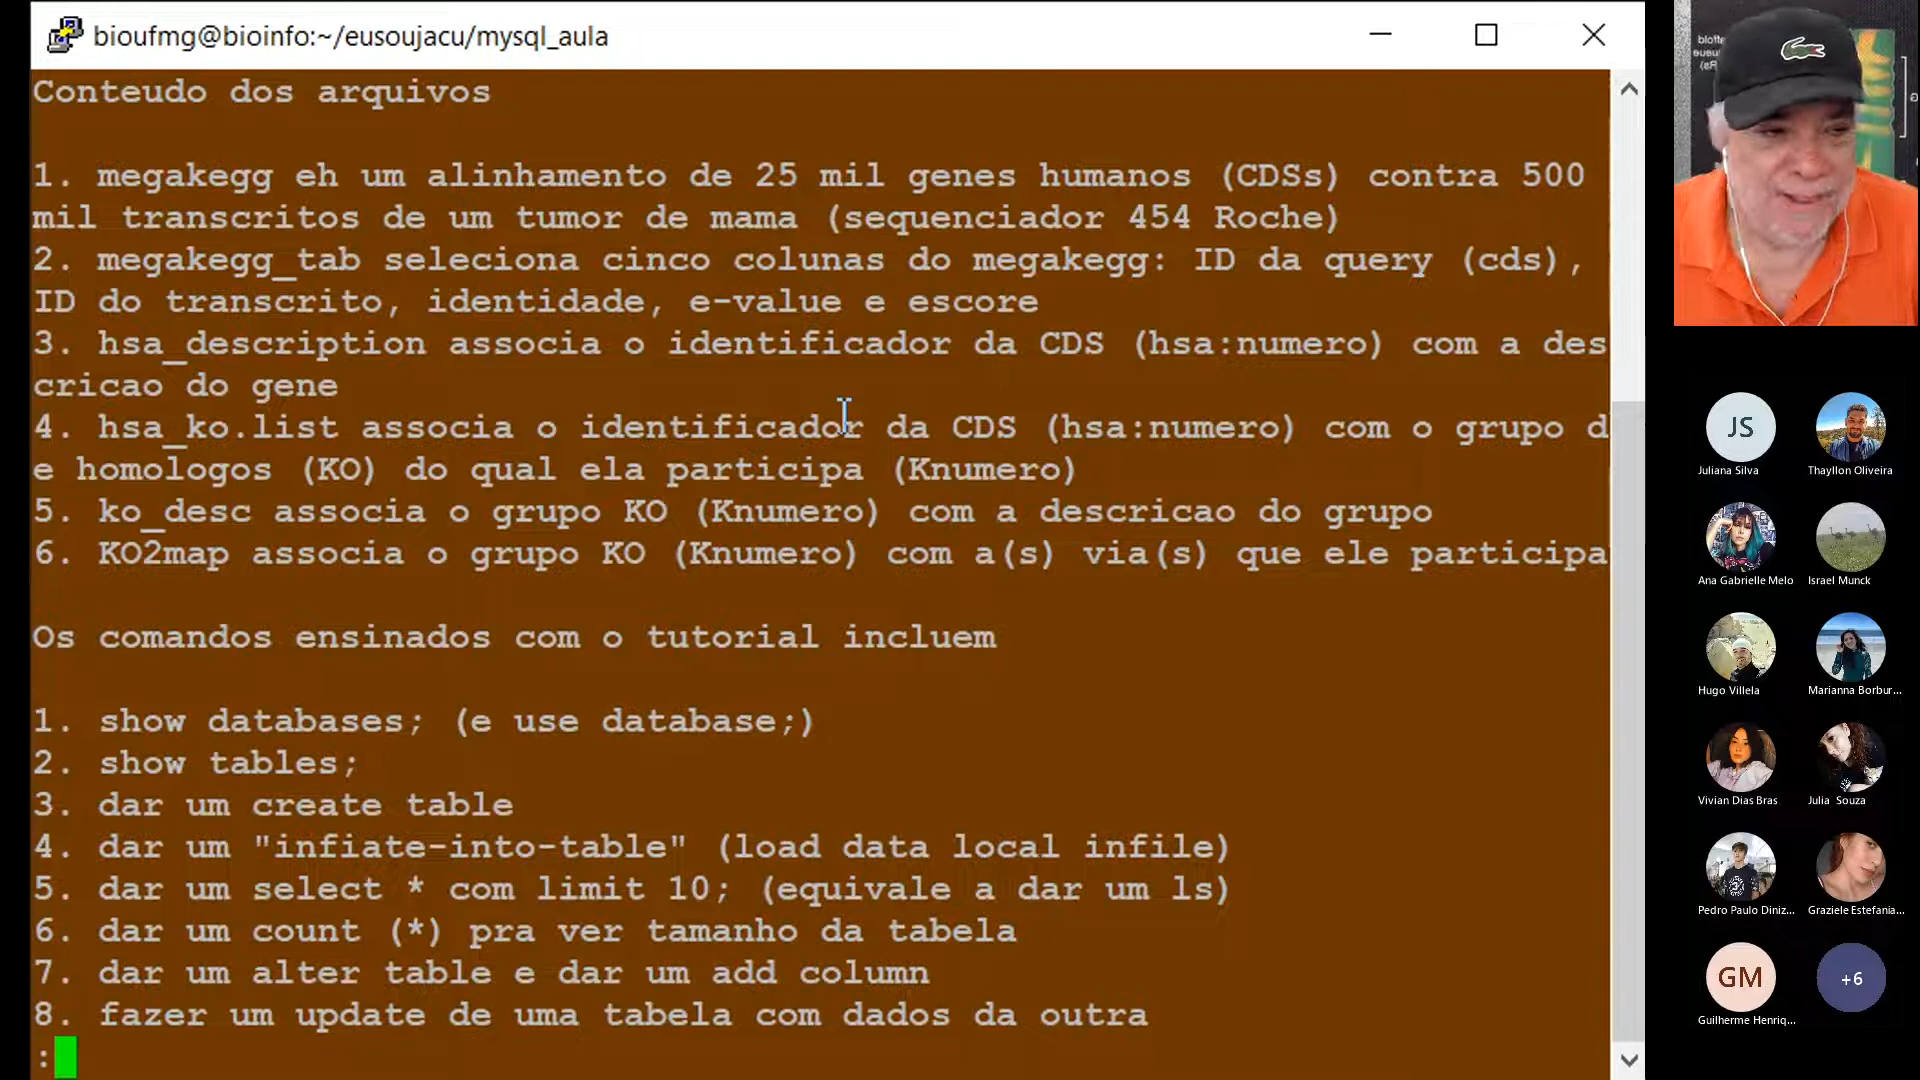 bioufmg@bioinfo:~/eusoujacu/mysql_aula
Conteudo dos arquivos
1. megakegg eh um alinhamento de 25 mil genes humanos (CDSs) contra 500
mil transcritos de um tumor de mama (sequenciador 454 Roche)
2. megakegg_tab seleciona cinco colunas do megakegg: ID da query (cds),
ID do transcrito, identidade, e-value e escore
3. hsa_description associa o identificador da CDS (hsa:numero) com a des
cricao do gene
4. hsa_ko.list associa o identificador da CDS (hsa:numero) com o grupo d
e homologos (KO) do qual ela participa (Knumero)
5. ko_desc associa o grupo KO (Knumero) com a descricao do grupo
6. KO2map associa o grupo KO (Knumero) com a(s) via(s) que ele participa
Os comandos ensinados com o tutorial incluem
1. show databases; (e use database;)
2. show tables;
3. dar um create table
4. dar um "infiate-into-table" (load data local infile)
5. dar um select * com limit 10; (equivale a dar um ls)
6. dar um count (*) pra ver tamanho da tabela
7. dar um alter table e dar um add column
8. fazer um update de uma tabela com dados da outra
:
JS
Juliana Silva
Thayllon Oliveira
Ana Gabrielle Melo
Israel Munck
Hugo Villela
Marianna Borbur...
Vivian Dias Bras
Julia Souza
Pedro Paulo Diniz...
Graziele Estefania...
GM
+6
Guilherme Henriq...